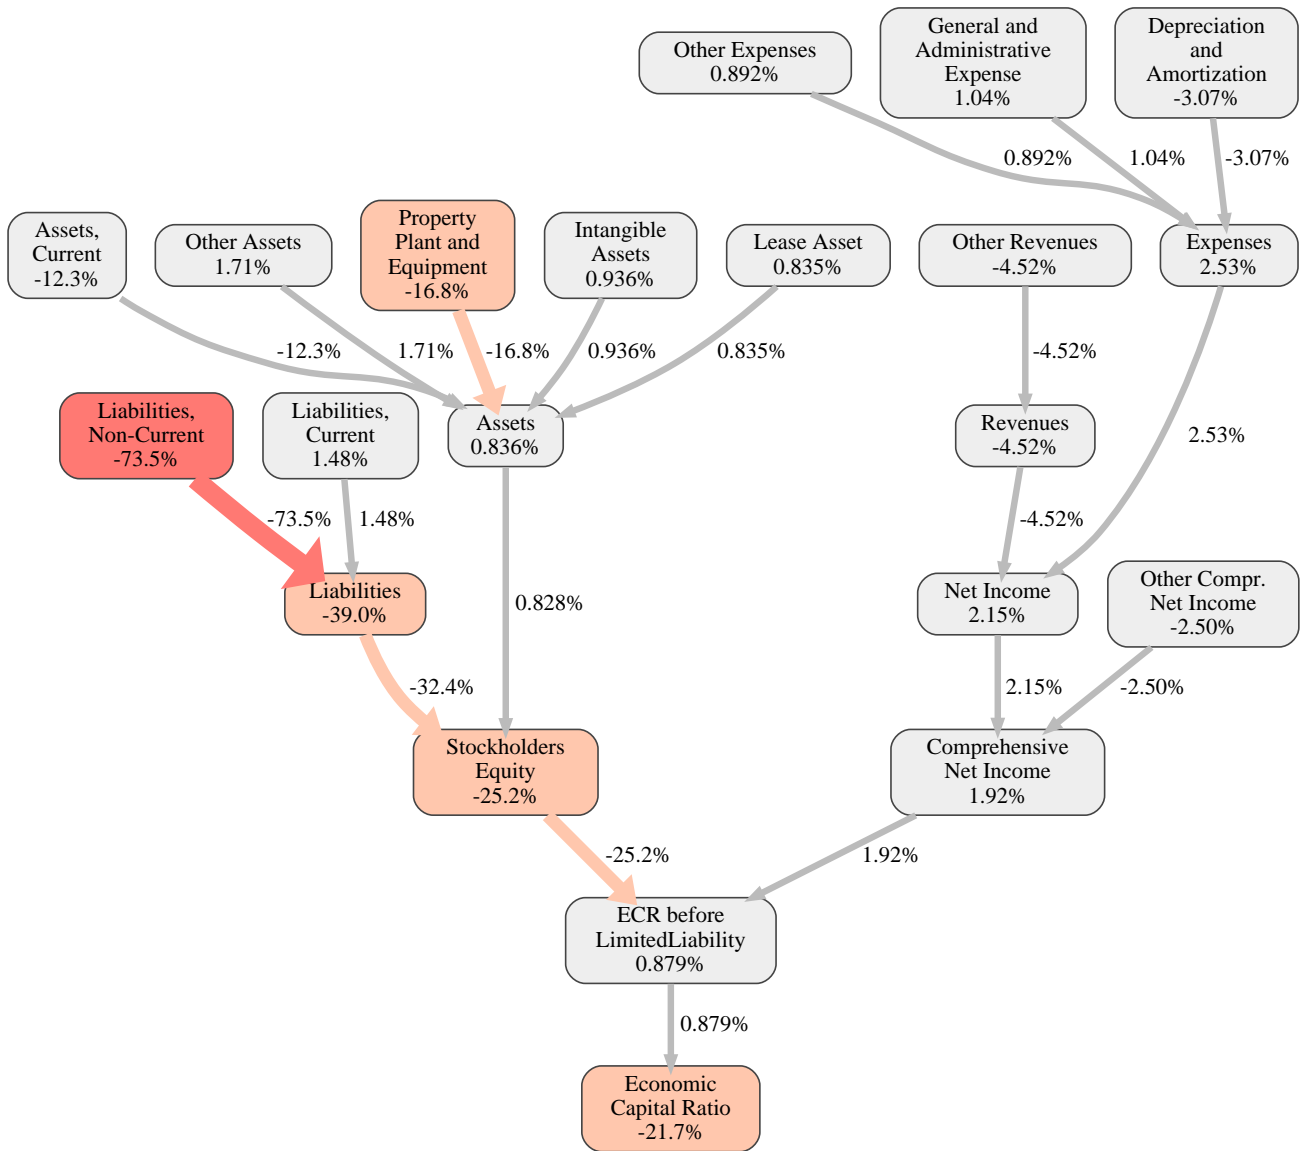 Other Expenses
0.892%
General and
Administrative
Expense
1.04%
Depreciation
and
Amortization
-3.07%
0.892%
1.04%
-3.07%
Assets,
Current
-12.3%
Other Assets
1.71%
Property
Plant and
Equipment
-16.8%
Intangible
Assets
0.936%
Lease Asset
0.835%
Other Revenues
-4.52%
Expenses
2.53%
-12.3%
1.71%
-16.8%
0.936%
0.835%
-4.52%
2.53%
Liabilities,
Non-Current
-73.5%
Liabilities,
Current
1.48%
Assets
0.836%
Revenues
-4.52%
-73.5%
1.48%
-4.52%
Liabilities
-39.0%
0.828%
Net Income
2.15%
Other Compr.
Net Income
-2.50%
-32.4%
2.15%
-2.50%
Stockholders
Equity
-25.2%
Comprehensive
Net Income
1.92%
-25.2%
1.92%
ECR before
LimitedLiability
0.879%
0.879%
Economic
Capital Ratio
-21.7%